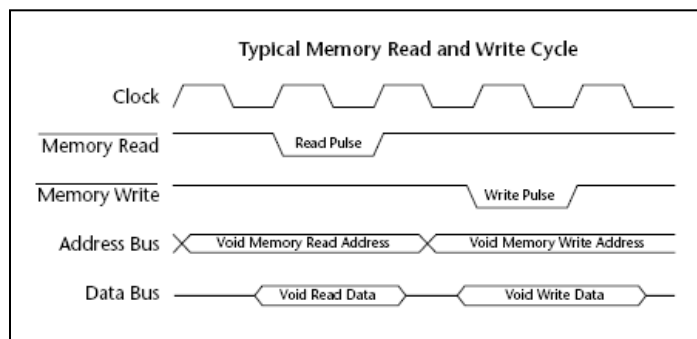 Typical Memory Read and Write Cycle
Clock
Memory Read
Read Pulse
Memory Write
Write Pulse
Address Bus
Void Memory Read Address
Void Memory Write Address
Data Bus
Void Read Data
Void Write Data